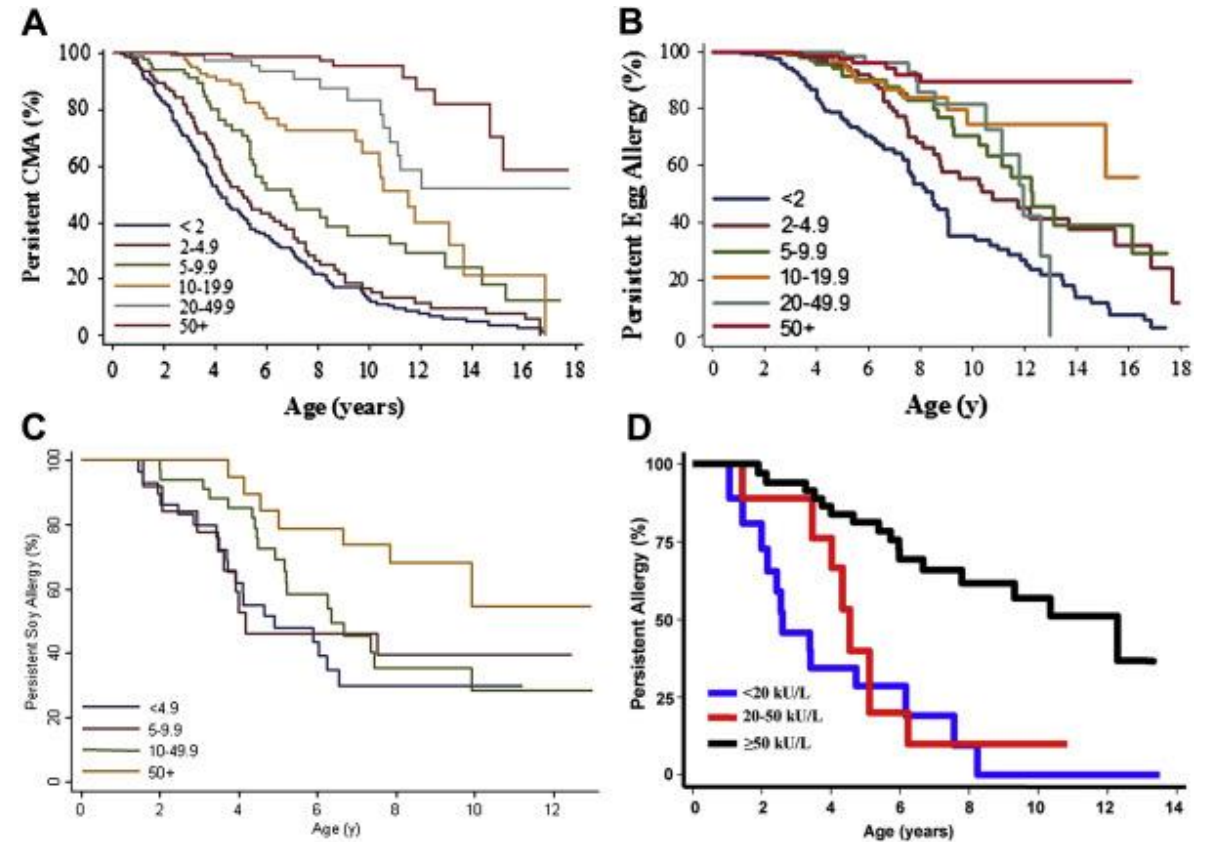 A
Persistent CMA (%)
100
80
60
40
20
0
< 2
2-4.9
5-9.9
10-19.9
20-49.9
50+
0 2 4 6 8 10 12 14 16 18
Age (years)
B
Persistent Egg Allergy (%)
100
80
60
40
20
0
<2
2-4.9
5-9.9
10-19.9
20-49.9
50+
0 2 4 6 8 10 12 14 16 18
Age (y)
C
Persistent Soy Allergy (%)
100
80
60
40
20
0
<4.9
5-9.9
10-49.9
50+
0 2 4 6 8 10 12
Age (y)
D
Persistent Allergy (%)
100
75
50
25
0
<20 kU/L
20-50 kU/L
≥50 kU/L
0 2 4 6 8 10 12 14
Age (years)